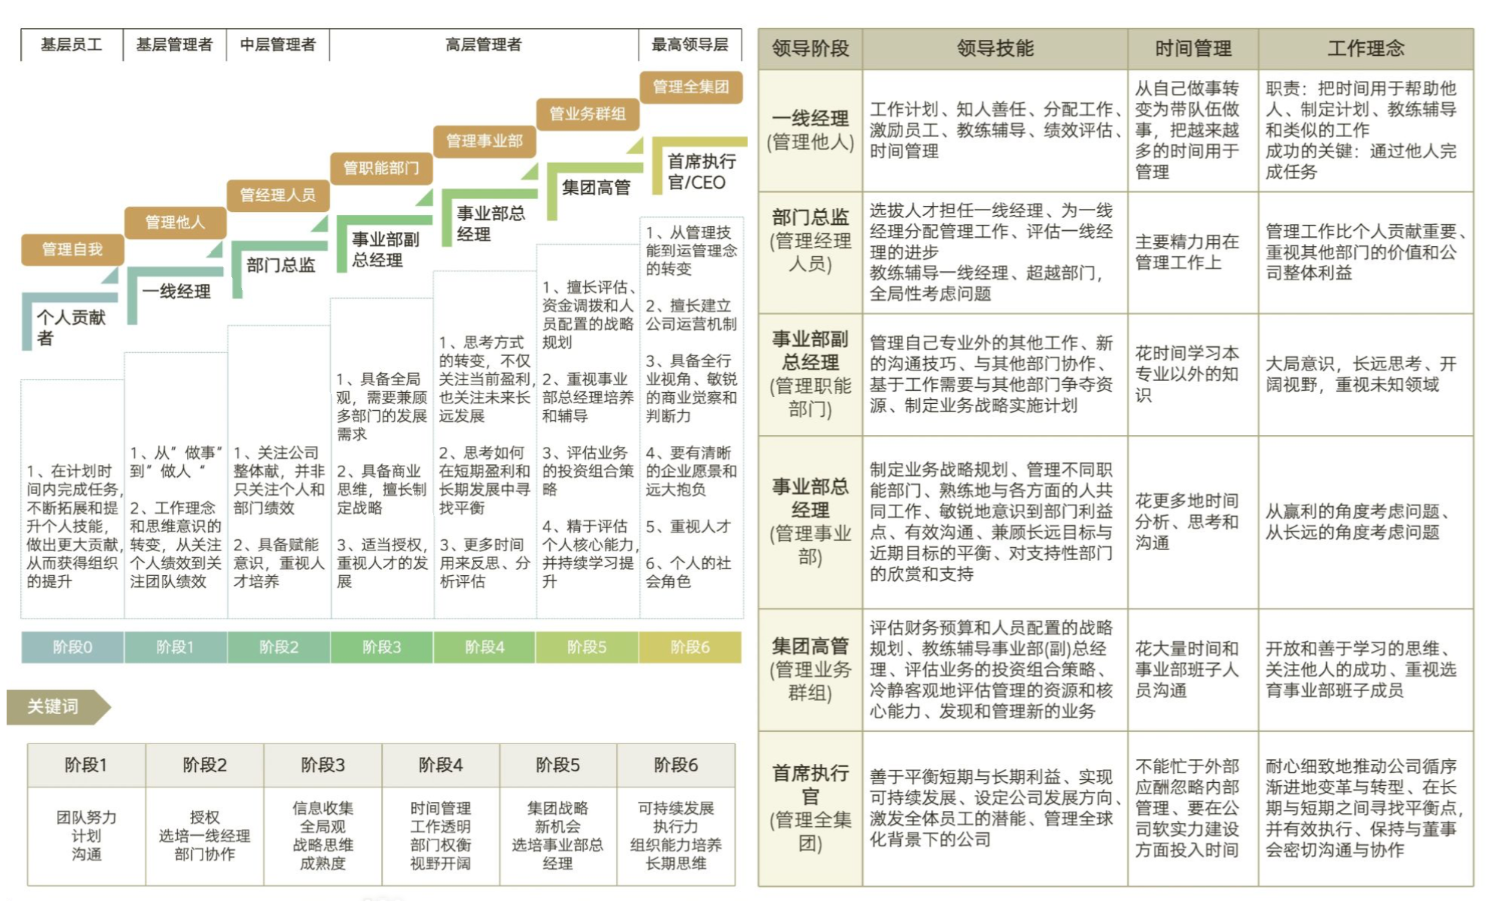 基层员工
基层管理者
中层管理者
高层管理者
最高领导层
管理自我
管理他人
管经理人员
管职能部门
管理事业部
管业务群组
管理全集团
个人贡献
者
一线经理
部门总监
事业部副
总经理
事业部总
经理
集团高管
首席执行
官/CEO
1、在计划时
间内完成任务,
不断拓展和提
升个人技能,
做出更大贡献,
从而获得组织
的提升
1、从”做事“
到”做人“
2、工作理念
和思维意识的
转变，从关注
个人绩效到关
注团队绩效
1、关注公司
整体献，并非
只关注个人和
部门绩效
2、具备赋能
意识，重视人
才培养
1、具备全局
观，需要兼顾
多部门的发展
需求
2、具备商业
思维，擅长制
定战略
3、适当授权,
重视人才的发
展
1、思考方式
的转变，不仅
关注当前盈利,
也关注未来长
远发展
2、思考如何
在短期盈利和
长期发展中寻
找平衡
3、更多时间
用来反思、分
析评估
1、擅长评估、
资金调拨和人
员配置的战略
规划
2、重视事业
部总经理培养
和辅导
3、评估业务
的投资组合策
略
4、精于评估
个人核心能力,
并持续学习提
升
1、从管理技
能到运管理念
的转变
2、擅长建立
公司运营机制
3、具备全行
业视角、敏锐
的商业觉察和
判断力
4、要有清晰
的企业愿景和
远大抱负
5、重视人才
6、个人的社
会角色
阶段0
阶段1
阶段2
阶段3
阶段4
阶段5
阶段6
关键词
阶段1
阶段2
阶段3
阶段4
阶段5
阶段6
团队努力
计划
沟通
授权
选培一线经理
部门协作
信息收集
全局观
战略思维
成熟度
时间管理
工作透明
部门权衡
视野开阔
集团战略
新机会
选培事业部总
经理
可持续发展
执行力
组织能力培养
长期思维
领导阶段
领导技能
时间管理
工作理念
一线经理
(管理他人)
工作计划、知人善任、分配工作、
激励员工、教练辅导、绩效评估、
时间管理
从自己做事转
变为带队伍做
事，把越来越
多的时间用于
管理
职责：把时间用于帮助他
人、制定计划、教练辅导
和类似的工作
成功的关键：通过他人完
成任务
部门总监
(管理经理
人员)
选拔人才担任一线经理、为一线
经理分配管理工作、评估一线经
理的进步
教练辅导一线经理、超越部门，
全局性考虑问题
主要精力用在
管理工作上
管理工作比个人贡献重要、
重视其他部门的价值和公
司整体利益
事业部副
总经理
(管理职能
部门)
管理自己专业外的其他工作、新
的沟通技巧、与其他部门协作、
基于工作需要与其他部门争夺资
源、制定业务战略实施计划
花时间学习本
专业以外的知
识
大局意识，长远思考、开
阔视野，重视未知领域
事业部总
经理
(管理事业
部)
制定业务战略规划、管理不同职
能部门、熟练地与各方面的人共
同工作、敏锐地意识到部门利益
点、有效沟通、兼顾长远目标与
近期目标的平衡、对支持性部门
的欣赏和支持
花更多地时间
分析、思考和
沟通
从赢利的角度考虑问题、
从长远的角度考虑问题
集团高管
(管理业务
群组)
评估财务预算和人员配置的战略
规划、教练辅导事业部(副)总经
理、评估业务的投资组合策略、
冷静客观地评估管理的资源和核
心能力、发现和管理新的业务
花大量时间和
事业部班子人
员沟通
开放和善于学习的思维、
关注他人的成功、重视选
育事业部班子成员
首席执行
官
(管理全集
团)
善于平衡短期与长期利益、实现
可持续发展、设定公司发展方向、
激发全体员工的潜能、管理全球
化背景下的公司
不能忙于外部
应酬忽略内部
管理、要在公
司软实力建设
方面投入时间
耐心细致地推动公司循序
渐进地变革与转型、在长
期与短期之间寻找平衡点,
并有效执行、保持与董事
会密切沟通与协作